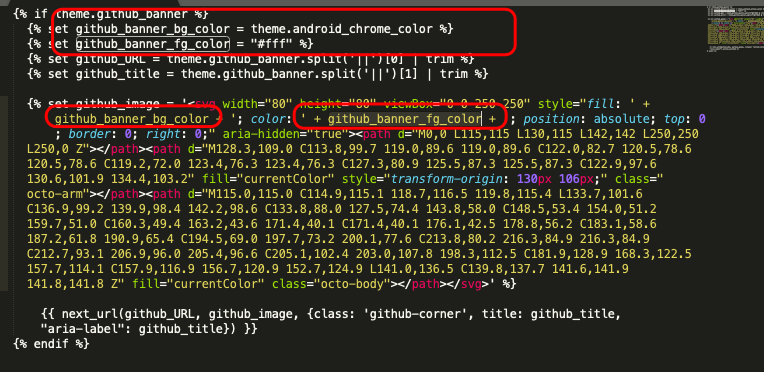 {% if theme.github_banner %}
{% set github_banner_bg_color = theme.android_chrome_color %}
{% set github_banner_fg_color = "#fff" %}
{% set github_URL = theme.github_banner.split('||')[0] | trim %}
{% set github_title = theme.github_banner.split('||')[1] | trim %}
{% set github_image = '<svg width="80" height="80" viewBox="0 0 250 250" style="fill: ' +
github_banner_bg_color + '; color: ' + github_banner_fg_color + '; position: absolute; top: 0
; border: 0; right: 0;" aria-hidden="true"><path d="M0,0 L115,115 L130,115 L142,142 L250,250
L250,0 Z"></path><path d="M128.3,109.0 C113.8,99.7 119.0,89.6 119.0,89.6 C122.0,82.7 120.5,78.6
120.5,78.6 C119.2,72.0 123.4,76.3 123.4,76.3 C127.3,80.9 125.5,87.3 125.5,87.3 C122.9,97.6
130.6,101.9 134.4,103.2" fill="currentColor" style="transform-origin: 130px 106px;" class="
octo-arm"></path><path d="M115.0,115.0 C114.9,115.1 118.7,116.5 119.8,115.4 L133.7,101.6
C136.9,99.2 139.9,98.4 142.2,98.6 C133.8,88.0 127.5,74.4 143.8,58.0 C148.5,53.4 154.0,51.2
159.7,51.0 C160.3,49.4 163.2,43.6 171.4,40.1 C171.4,40.1 176.1,42.5 178.8,56.2 C183.1,58.6
187.2,61.8 190.9,65.4 C194.5,69.0 197.7,73.2 200.1,77.6 C213.8,80.2 216.3,84.9 216.3,84.9
C212.7,93.1 206.9,96.0 205.4,96.6 C205.1,102.4 203.0,107.8 198.3,112.5 C181.9,128.9 168.3,122.5
157.7,114.1 C157.9,116.9 156.7,120.9 152.7,124.9 L141.0,136.5 C139.8,137.7 141.6,141.9
141.8,141.8 Z" fill="currentColor" class="octo-body"></path></svg>' %}
{{ next_url(github_URL, github_image, {class: 'github-corner', title: github_title,
"aria-label": github_title}) }}
{% endif %}